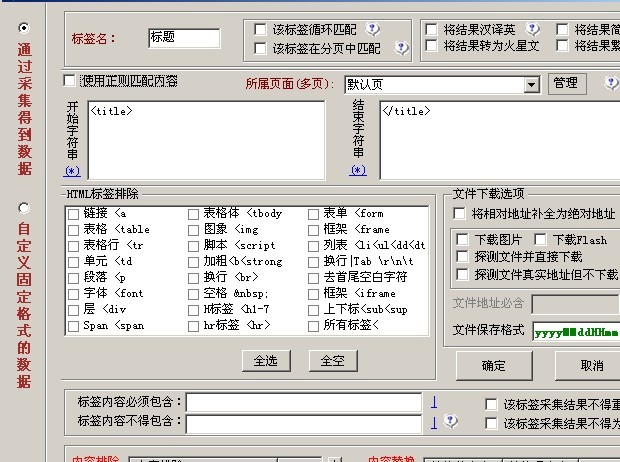 标签名：
标题
该标签循环匹配
该标签在分页中匹配
将结果汉译英
将结果转为火星文
将结果简
将结果繁
通过采集得到数据
自定义固定格式的数据
使用正则匹配内容
所属页面(多页)：
默认页
管理
开始字符串
(*)
<title>
结束字符串
(*)
</title>
HTML标签排除
链接 <a
表格体 <tbody
表单 <form
表格 <table
图象 <img
框架 <frame
表格行 <tr
脚本 <script
列表 <li<ul<dd<dt
单元 <td
加粗<b<strong
换行|Tab \r\n\t
段落 <p
换行 <br>
去首尾空白字符
字体 <font
空格 &nbsp;
框架 <iframe
层 <div
H标签 <h1-7
上下标<sub<sup
Span <span
hr标签 <hr>
所有标签<
全选
全空
文件下载选项
将相对地址补全为绝对地址
下载图片
下载Flash
探测文件并直接下载
探测文件真实地址但不下载
文件地址必含
文件保存格式
确定
取消
标签内容必须包含：
标签内容不得包含：
该标签采集结果不得重
该标签采集结果不得为
内容排除
内容替换